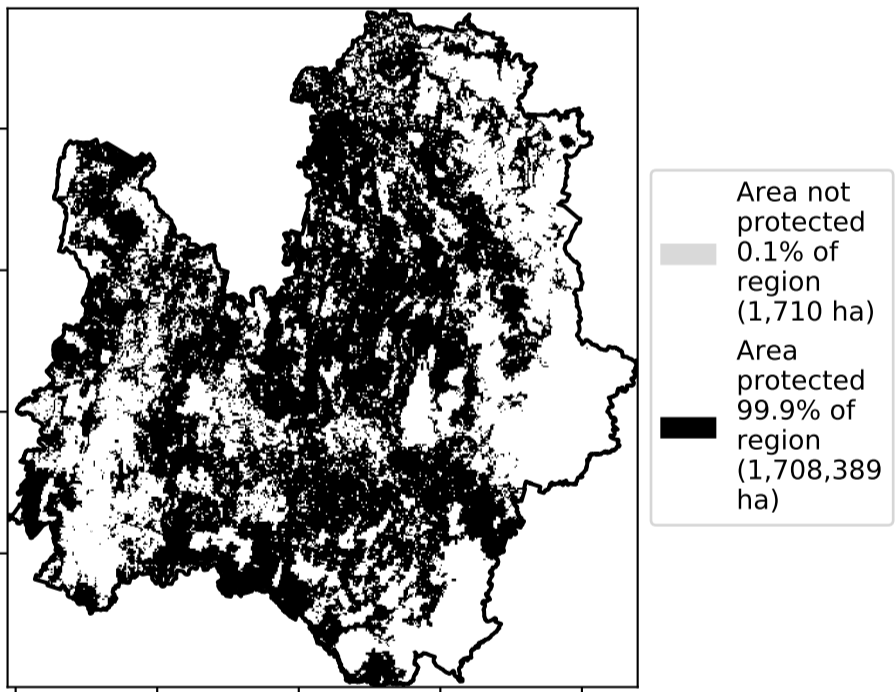 Area not
protected
0.1% of
region
(1,710 ha)
Area
protected
99.9% of
region
(1,708,389
ha)